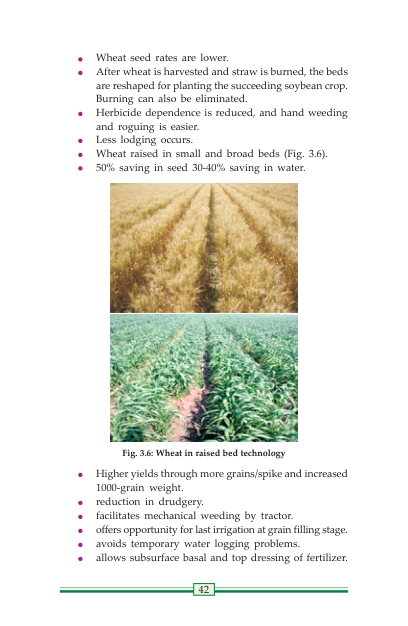 • Wheat seed rates are lower.
• After wheat is harvested and straw is burned, the beds
are reshaped for planting the succeeding soybean crop.
Burning can also be eliminated.
• Herbicide dependence is reduced, and hand weeding
and roguing is easier.
• Less lodging occurs.
• Wheat raised in small and broad beds (Fig. 3.6).
• 50% saving in seed 30-40% saving in water.
Fig. 3.6: Wheat in raised bed technology
• Higher yields through more grains/spike and increased
1000-grain weight.
• reduction in drudgery.
• facilitates mechanical weeding by tractor.
• offers opportunity for last irrigation at grain filling stage.
• avoids temporary water logging problems.
• allows subsurface basal and top dressing of fertilizer.
42